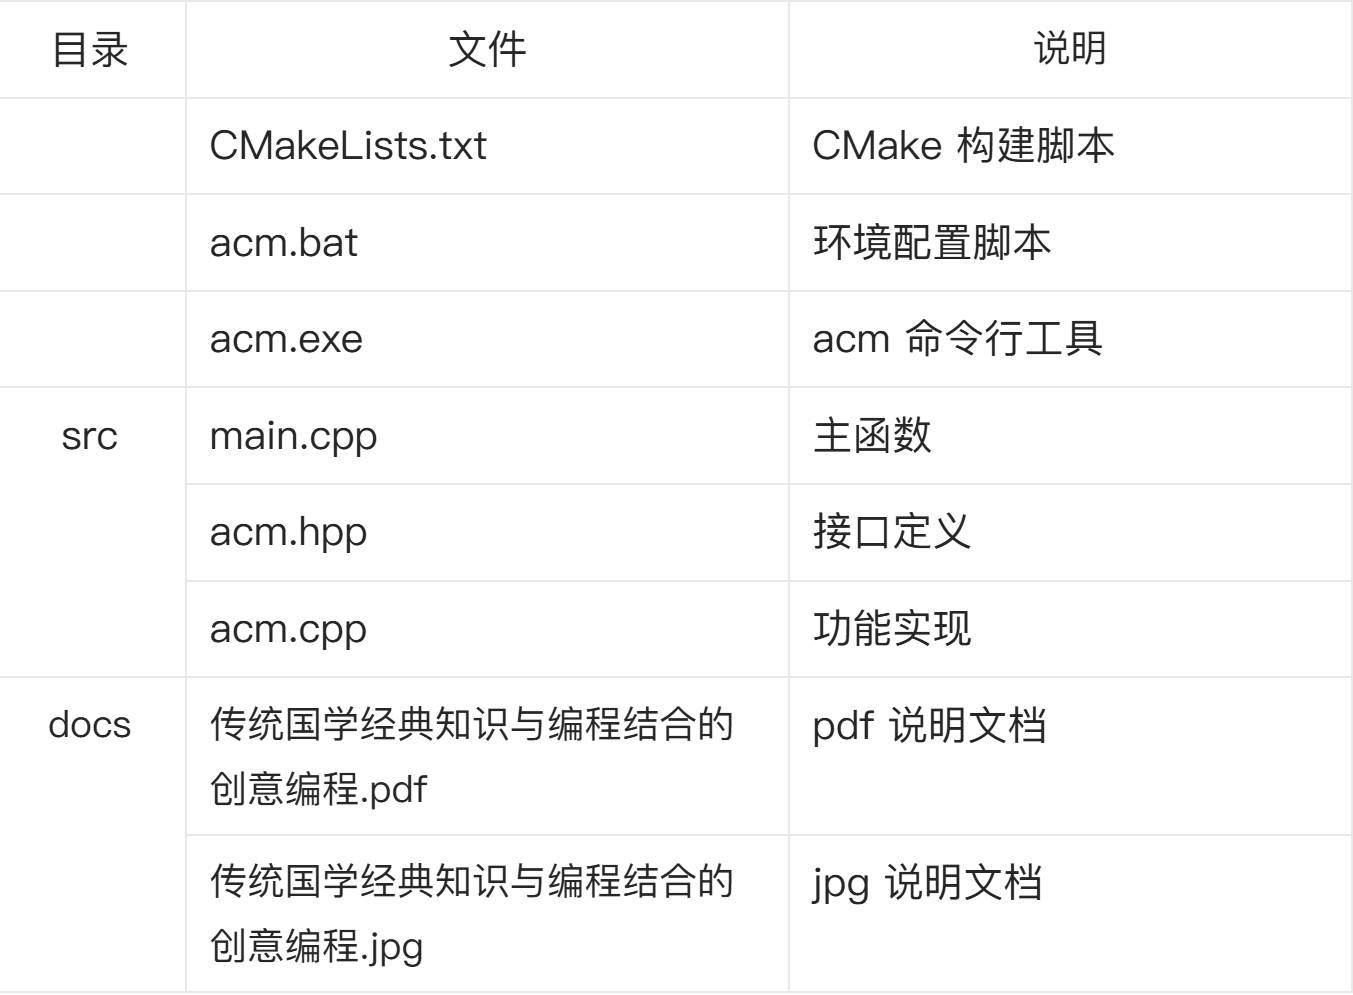 目录 文件 说明
CMakeLists.txt CMake 构建脚本
acm.bat 环境配置脚本
acm.exe acm 命令行工具
src main.cpp 主函数
acm.hpp 接口定义
acm.cpp 功能实现
docs 传统国学经典知识与编程结合的 pdf 说明文档
创意编程.pdf
传统国学经典知识与编程结合的 jpg 说明文档
创意编程.jpg